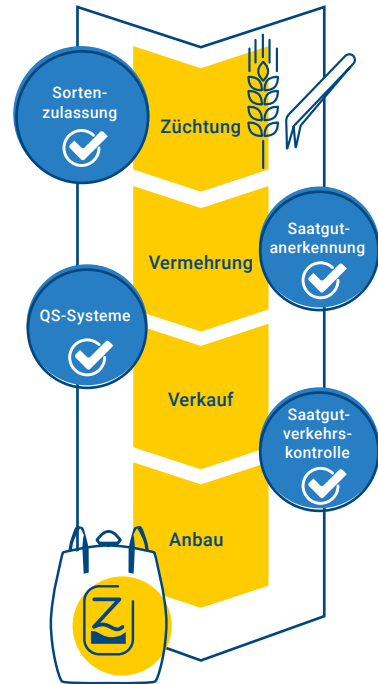 Sorten-
zulassung
Züchtung
Saatgut-
anerkennung
Vermehrung
QS-Systeme
Verkauf
Saatgut-
verkehrs-
kontrolle
Anbau
Z